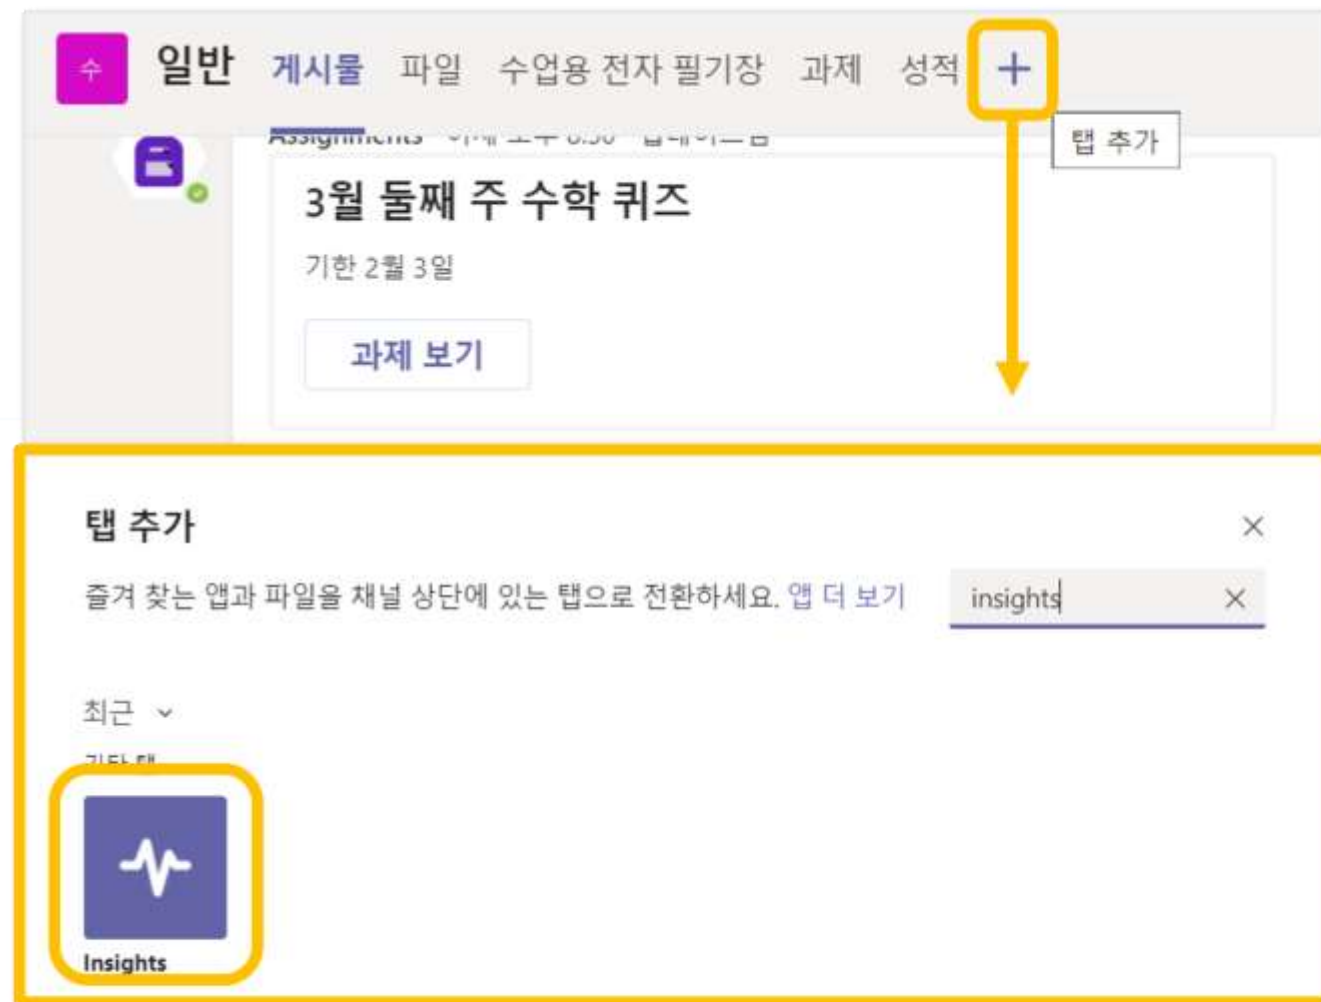 수 일반 게시물 파일 수업용 전자 필기장 과제 성적 +
탭 추가
Assignments
3월 둘째 주 수학 퀴즈
기한 2월 3일
과제 보기
탭 추가
즐겨 찾는 앱과 파일을 채널 상단에 있는 탭으로 전환하세요. 앱 더 보기
insights
최근
기타 탭
Insights